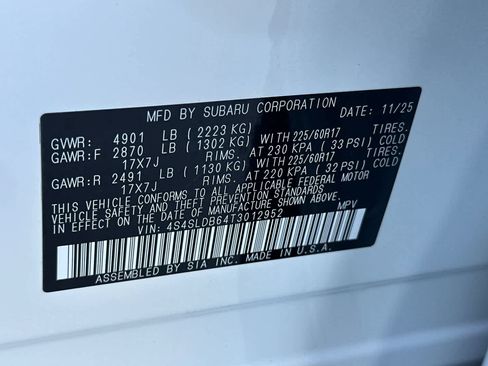 MFD BY SUBARU CORPORATION DATE: 11/25
GVWR: 4901 LB ( 2223 KG)
GAWR:F 2870 LB ( 1302 KG) WITH 225/60R17 TIRES.
17X7J RIMS. AT 230 KPA ( 33 PSI) COLD
GAWR:R 2491 LB ( 1130 KG) WITH 225/60R17 TIRES.
17X7J RIMS. AT 220 KPA ( 32 PSI) COLD
THIS VEHICLE CONFORMS TO ALL APPLICABLE FEDERAL MOTOR
VEHICLE SAFETY AND THEFT PREVENTION STANDARDS
IN EFFECT ON THE DATE OF MANUFACTURE SHOWN ABOVE.
VIN: 4S4SLDB64T3012952 MPV
ASSEMBLED BY SIA INC. MADE IN U.S.A.